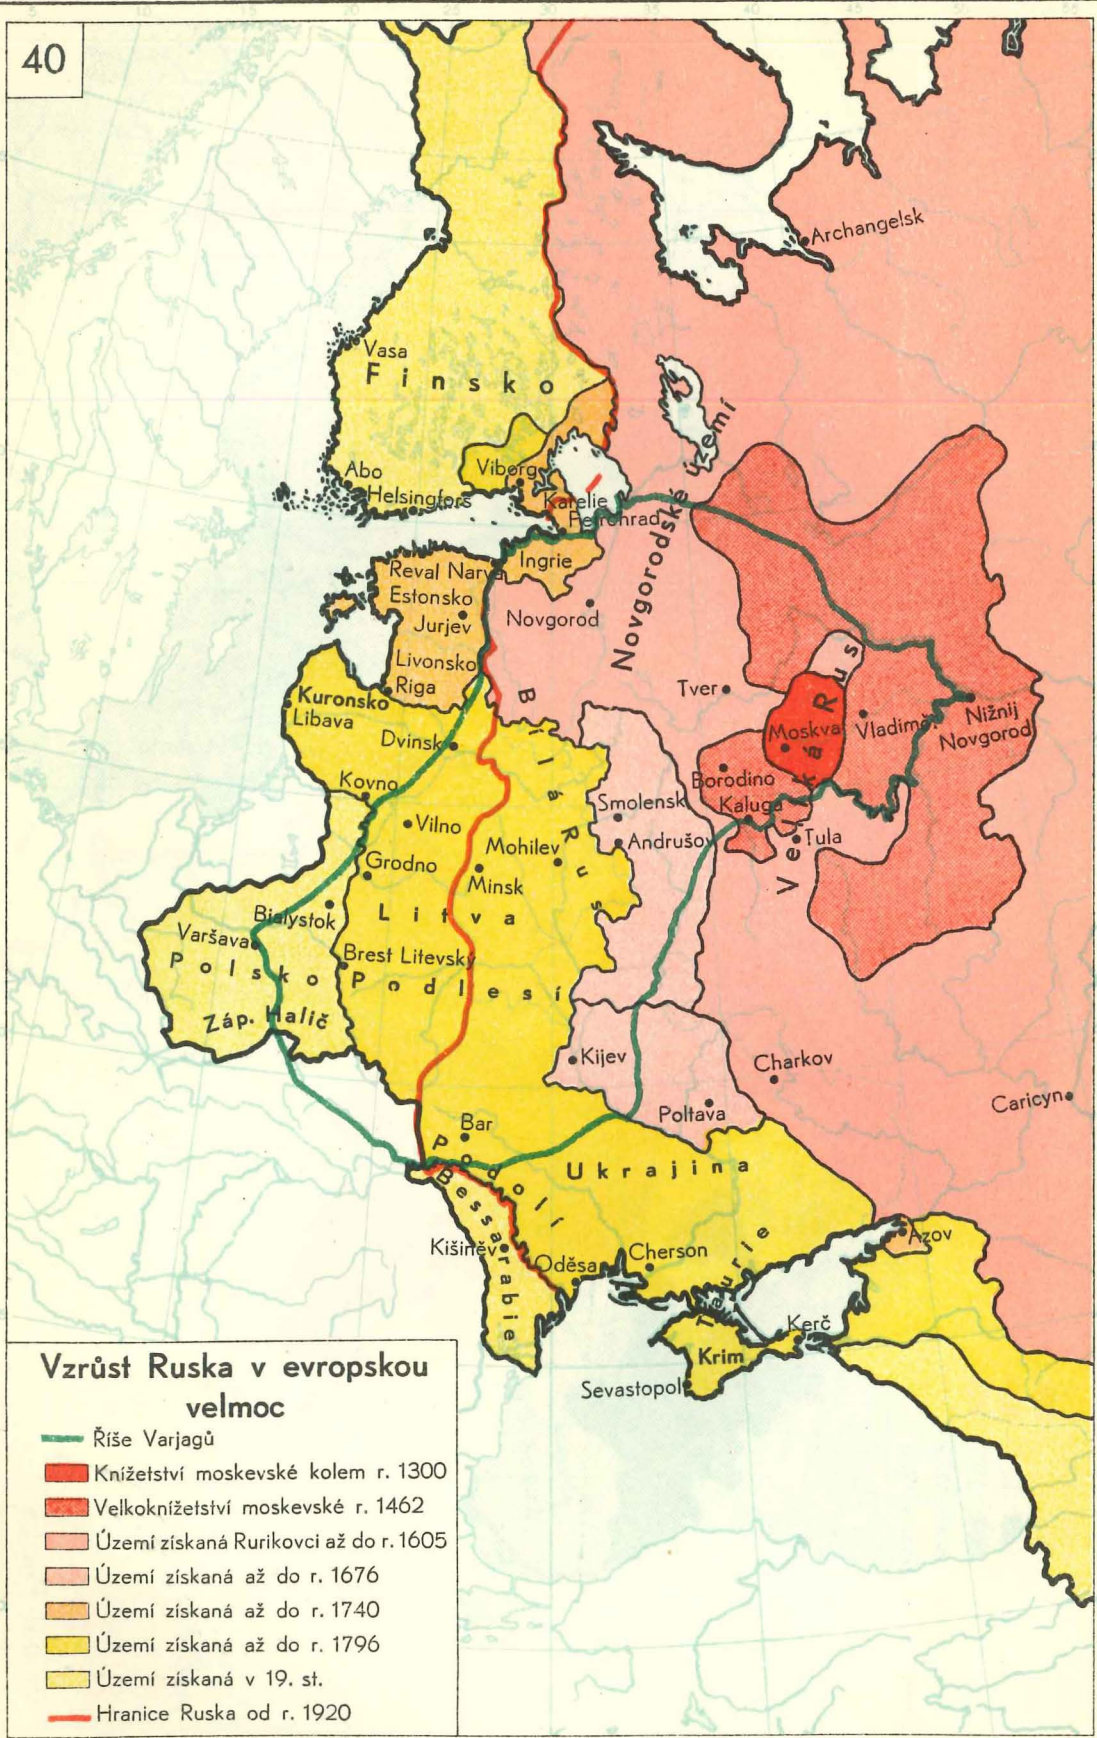 40
Archangelsk
Vasa
Finsko
Viborg
Abo
Helsingfors
Karelie
Petrohrad
Novgorodské území
Ingrie
Reval Narva
Estonsko
Jurjev
Novgorod
Livonsko
Riga
Kuronsko
Libava
Dvinsk
Tver
Moskva
Vladimer
Nižnij
Novgorod
Velká Rus
Bílá Rus
Borodino
Kaluga
Tula
Kovno
Vilno
Smolensk
Andrušov
Mohilev
Grodno
Minsk
Bialystok
Litva
Varšava
Polsko
Brest Litevský
Podlesí
Záp. Halič
Kijev
Charkov
Poltava
Caricyn
Bar
Podolí
Ukrajina
Bessarabie
Kišiněv
Oděsa
Cherson
Taurie
Azov
Kerč
Krim
Sevastopol
Vzrůst Ruska v evropskou
velmoc
Říše Varjagů
Knížetství moskevské kolem r. 1300
Velkoknížetství moskevské r. 1462
Území získaná Rurikovci až do r. 1605
Území získaná až do r. 1676
Území získaná až do r. 1740
Území získaná až do r. 1796
Území získaná v 19. st.
Hranice Ruska od r. 1920